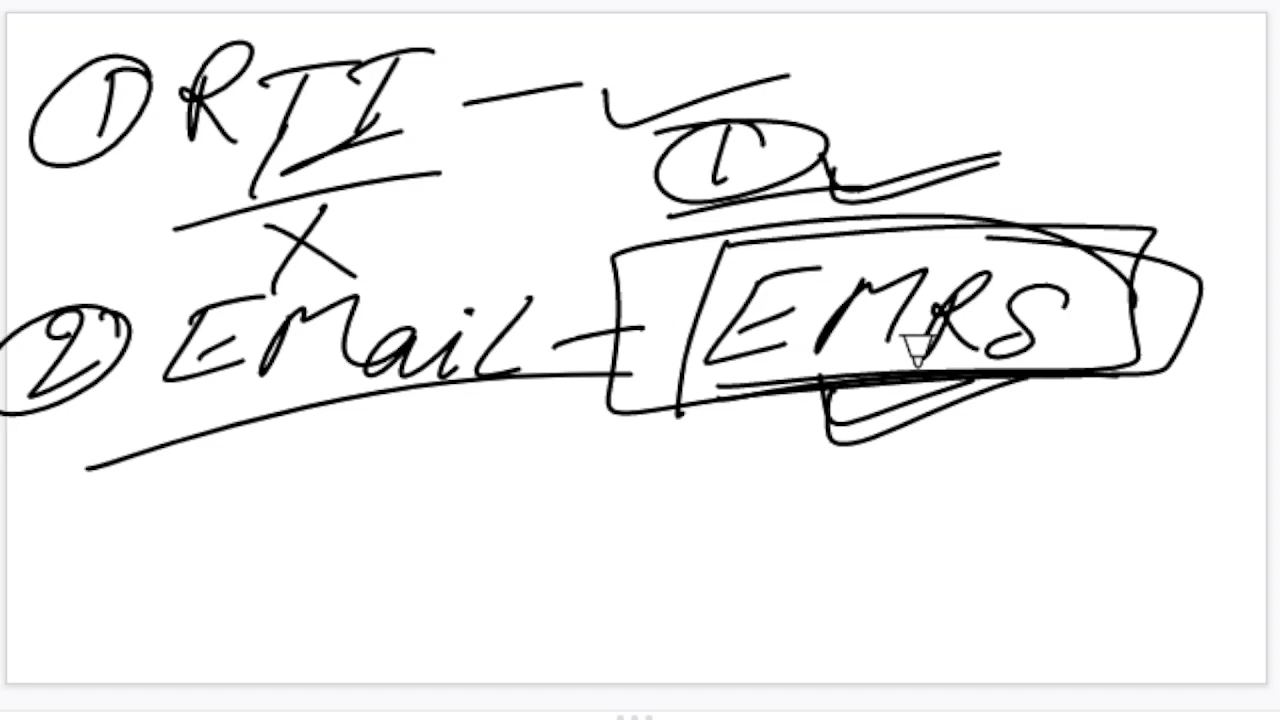 ① RTI - ✓
①
② EMail - EMRS